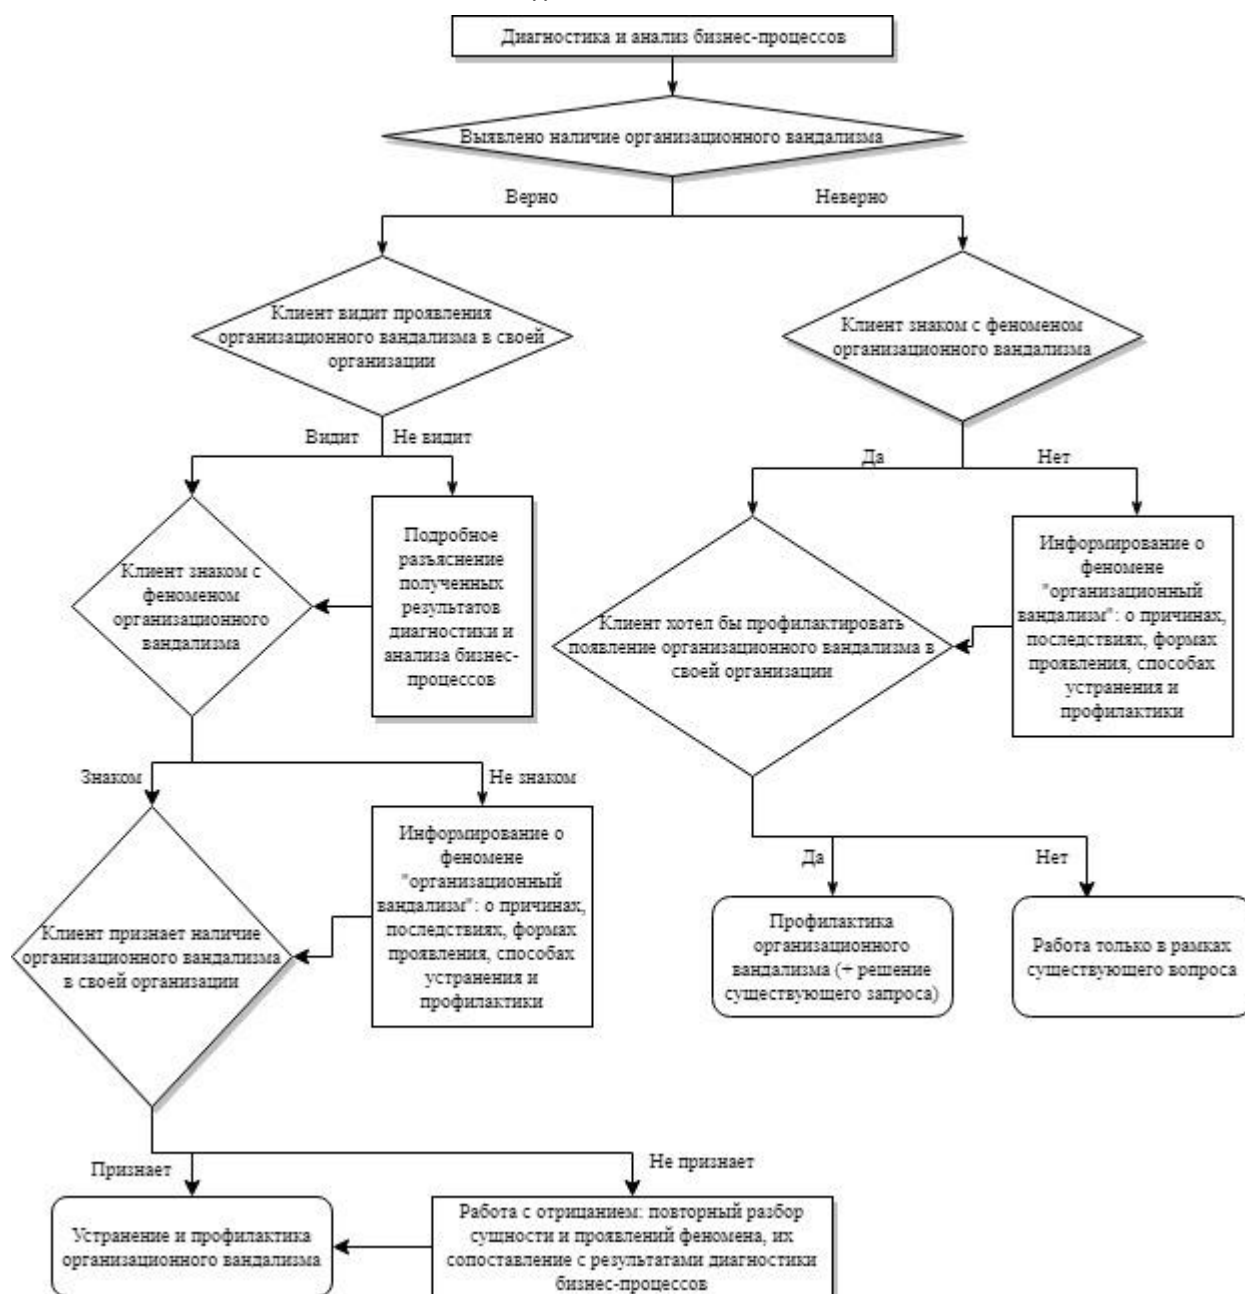 Диагностика и анализ бизнес-процессов
Выявлено наличие организационного вандализма
Верно
Неверно
Клиент видит проявления
организационного вандализма в своей
организации
Клиент знаком с феноменом
организационного вандализма
Видит
Не видит
Да
Нет
Клиент знаком с
феноменом
организационного
вандализма
Подробное
разъяснение
полученных
результатов
диагностики и
анализа бизнес-
процессов
Клиент хотел бы профилактировать
появление организационного вандализма в
своей организации
Информирование о
феномене
"организационный
вандализм": о причинах,
последствиях, формах
проявления, способах
устранения и
профилактики
Знаком
Не знаком
Клиент признает наличие
организационного вандализма
в своей организации
Информирование о
феномене
"организационный
вандализм": о причинах,
последствиях, формах
проявления, способах
устранения и
профилактики
Да
Нет
Профилактика
организационного
вандализма (+ решение
существующего запроса)
Работа только в рамках
существующего вопроса
Признает
Не признает
Устранение и профилактика
организационного вандализма
Работа с отрицанием: повторный разбор
сущности и проявлений феномена, их
сопоставление с результатами диагностики
бизнес-процессов